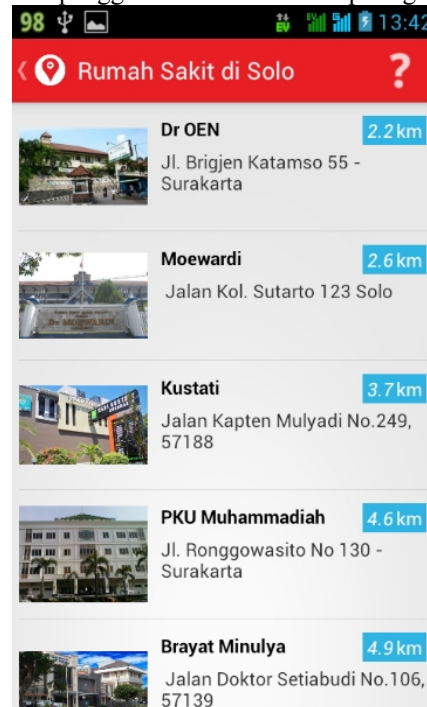 98 EV 13:42
Rumah Sakit di Solo ?
Dr OEN 2.2 km
Jl. Brigjen Katamso 55 -
Surakarta
Moewardi 2.6 km
Jalan Kol. Sutarto 123 Solo
Dr MOEWARDI
Kustati 3.7 km
Jalan Kapten Mulyadi No.249,
57188
PKU Muhammadiah 4.6 km
Jl. Ronggowasito No 130 -
Surakarta
Brayat Minulya 4.9 km
Jalan Doktor Setiabudi No.106,
57139